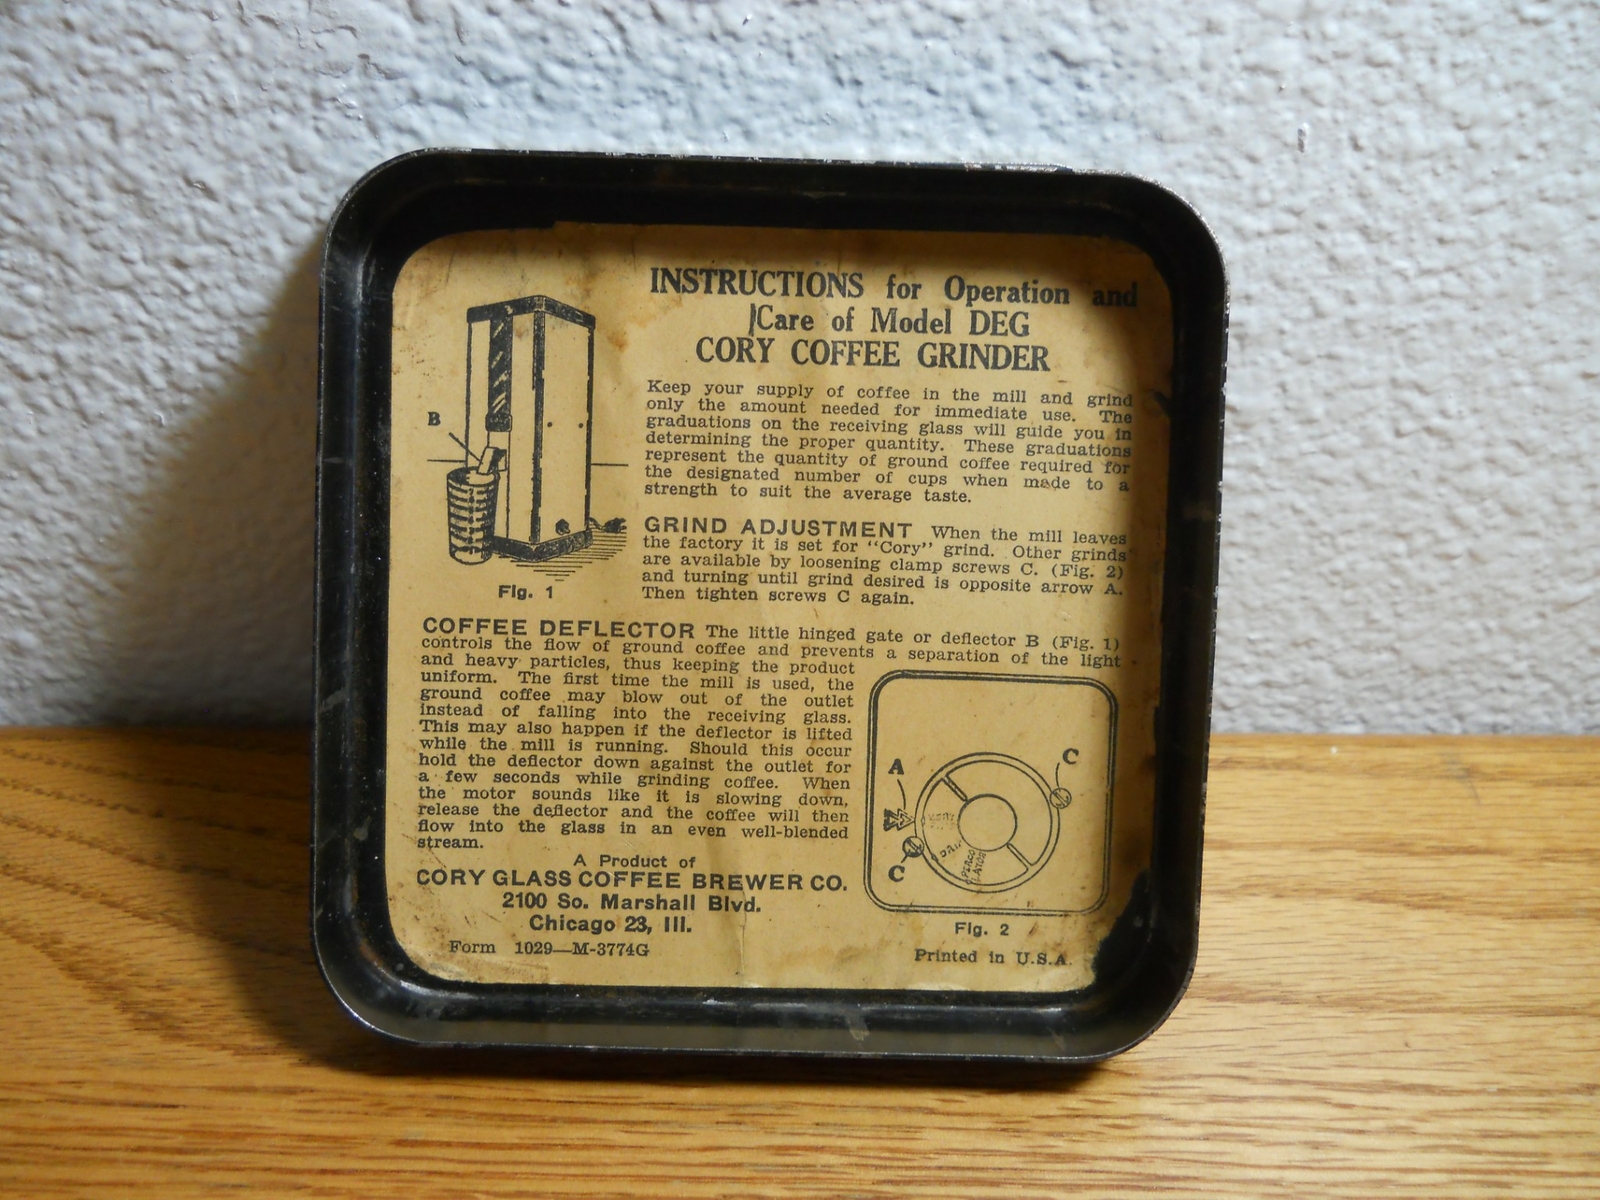 INSTRUCTIONS for Operation and
Care of Model DEG
CORY COFFEE GRINDER
Keep your supply of coffee in the mill and grind
only the amount needed for immediate use. The
graduations on the receiving glass will guide you in
determining the proper quantity. These graduations
represent the quantity of ground coffee required for
the designated number of cups when made to a
strength to suit the average taste.
B
Fig. 1
GRIND ADJUSTMENT When the mill leaves
the factory it is set for "Cory" grind. Other grinds
are available by loosening clamp screws C. (Fig. 2)
and turning until grind desired is opposite arrow A.
Then tighten screws C again.
COFFEE DEFLECTOR The little hinged gate or deflector B (Fig. 1)
controls the flow of ground coffee and prevents a separation of the light
and heavy particles, thus keeping the product
uniform. The first time the mill is used, the
ground coffee may blow out of the outlet
instead of falling into the receiving glass.
This may also happen if the deflector is lifted
while the mill is running. Should this occur
hold the deflector down against the outlet for
a few seconds while grinding coffee. When
the motor sounds like it is slowing down,
release the deflector and the coffee will then
flow into the glass in an even well-blended
stream.
A
C
C
DRIP
PERCO
LATOR
Fig. 2
A Product of
CORY GLASS COFFEE BREWER CO.
2100 So. Marshall Blvd.
Chicago 23, Ill.
Form 1029—M-3774G
Printed in U.S.A.